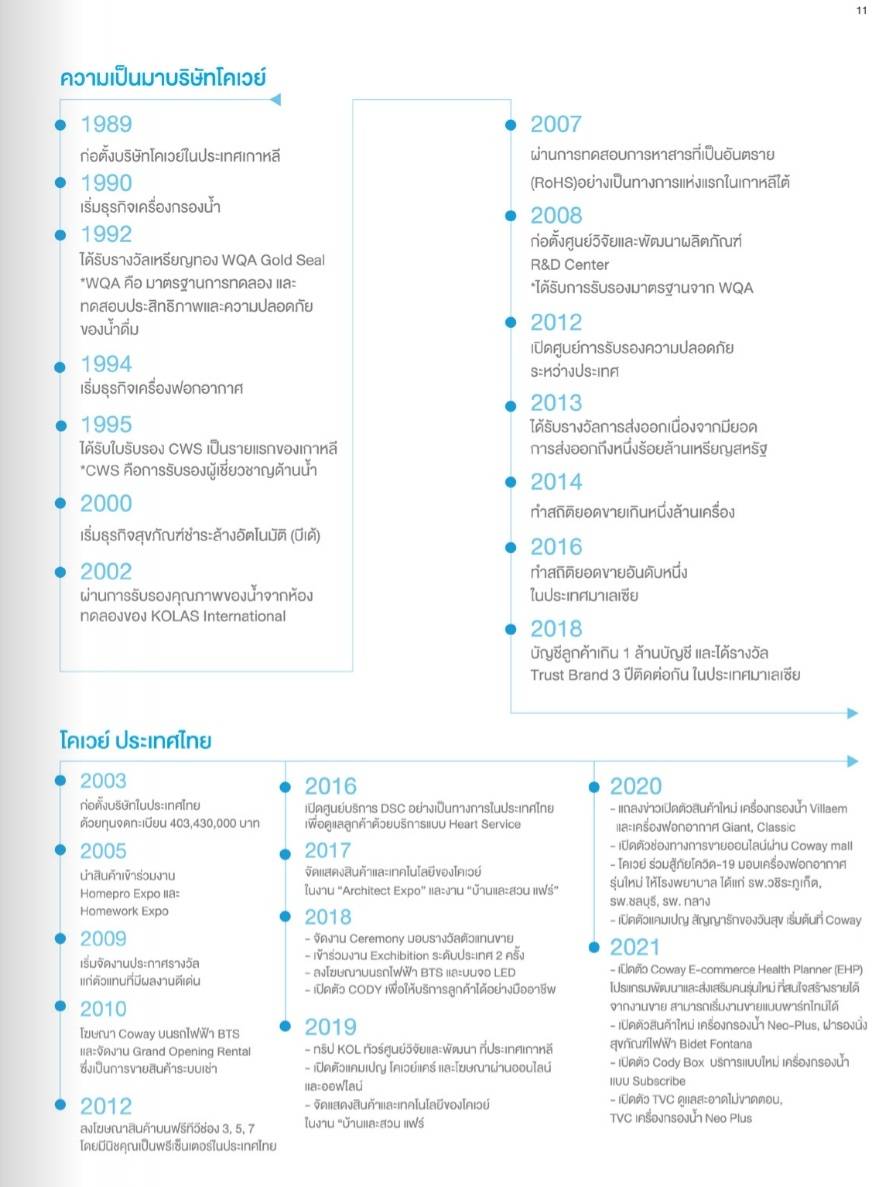 11
ความเป็นมาบริษัทโคเวย์
1989
ก่อตั้งบริษัทโคเวย์ในประเทศเกาหลี
1990
เริ่มธุรกิจเครื่องกรองน้ำ
1992
ได้รับรางวัลเหรียญทอง WQA Gold Seal
*WQA คือ มาตรฐานการทดลอง และ
ทดสอบประสิทธิภาพและความปลอดภัย
ของน้ำดื่ม
1994
เริ่มธุรกิจเครื่องฟอกอากาศ
1995
ได้รับใบรับรอง CWS เป็นรายแรกของเกาหลี
*CWS คือการรับรองผู้เชี่ยวชาญด้านน้ำ
2000
เริ่มธุรกิจสุขภัณฑ์ชำระล้างอัตโนมัติ (บีเด้)
2002
ผ่านการรับรองคุณภาพของน้ำจากห้อง
ทดลองของ KOLAS International
2007
ผ่านการทดสอบการหาสารที่เป็นอันตราย
(RoHS)อย่างเป็นทางการแห่งแรกในเกาหลีใต้
2008
ก่อตั้งศูนย์วิจัยและพัฒนาผลิตภัณฑ์
R&D Center
*ได้รับการรับรองมาตรฐานจาก WQA
2012
เปิดศูนย์การรับรองความปลอดภัย
ระหว่างประเทศ
2013
ได้รับรางวัลการส่งออกเนื่องจากมียอด
การส่งออกถึงหนึ่งร้อยล้านเหรียญสหรัฐ
2014
ทำสถิติยอดขายเกินหนึ่งล้านเครื่อง
2016
ทำสถิติยอดขายอันดับหนึ่ง
ในประเทศมาเลเซีย
2018
บัญชีลูกค้าเกิน 1 ล้านบัญชี และได้รางวัล
Trust Brand 3 ปีติดต่อกัน ในประเทศมาเลเซีย
โคเวย์ ประเทศไทย
2003
ก่อตั้งบริษัทในประเทศไทย
ด้วยทุนจดทะเบียน 403,430,000 บาท
2005
นำสินค้าเข้าร่วมงาน
Homepro Expo และ
Homework Expo
2009
เริ่มจัดงานประกาศรางวัล
แก่ตัวแทนที่มีผลงานดีเด่น
2010
โฆษณา Coway บนรถไฟฟ้า BTS
และจัดงาน Grand Opening Rental
ซึ่งเป็นการขายสินค้าระบบเช่า
2012
ลงโฆษณาสินค้าบนฟรีทีวีช่อง 3, 5, 7
โดยมีนิชคุณเป็นพรีเซ็นเตอร์ในประเทศไทย
2016
เปิดศูนย์บริการ DSC อย่างเป็นทางการในประเทศไทย
เพื่อดูแลลูกค้าด้วยบริการแบบ Heart Service
2017
จัดแสดงสินค้าและเทคโนโลยีของโคเวย์
ในงาน "Architect Expo" และงาน "บ้านและสวน แฟร์"
2018
- จัดงาน Ceremony มอบรางวัลตัวแทนขาย
- เข้าร่วมงาน Exchibition ระดับประเทศ 2 ครั้ง
- ลงโฆษณาบนรถไฟฟ้า BTS และบนจอ LED
- เปิดตัว CODY เพื่อให้บริการลูกค้าได้อย่างมืออาชีพ
2019
- ทริป KOL ทัวร์ศูนย์วิจัยและพัฒนา ที่ประเทศเกาหลี
- เปิดตัวแคมเปญ โคเวย์แคร์ และโฆษณาผ่านออนไลน์
และออฟไลน์
- จัดแสดงสินค้าและเทคโนโลยีของโคเวย์
ในงาน "บ้านและสวน แฟร์
2020
- แถลงข่าวเปิดตัวสินค้าใหม่ เครื่องกรองน้ำ Villaem
และเครื่องฟอกอากาศ Giant, Classic
- เปิดตัวช่องทางการขายออนไลน์ผ่าน Coway mall
- โคเวย์ ร่วมสู้ภัยโควิด-19 มอบเครื่องฟอกอากาศ
รุ่นใหม่ ให้โรงพยาบาล ได้แก่ รพ.วชิระภูเก็ต,
รพ.ชลบุรี, รพ. กลาง
- เปิดตัวแคมเปญ สัญญารักของวันสุข เริ่มต้นที่ Coway
2021
- เปิดตัว Coway E-commerce Health Planner (EHP)
โปรแกรมพัฒนาและส่งเสริมคนรุ่นใหม่ ที่สนใจสร้างรายได้
จากงานขาย สามารถเริ่มงานขายแบบพาร์ทไทม์ได้
- เปิดตัวสินค้าใหม่ เครื่องกรองน้ำ Neo-Plus, ฝารองนั่ง
สุขภัณฑ์ไฟฟ้า Bidet Fontana
- เปิดตัว Cody Box บริการแบบใหม่ เครื่องกรองน้ำ
แบบ Subscribe
- เปิดตัว TVC ดูแลสะอาดไม่ขาดตอน,
TVC เครื่องกรองน้ำ Neo Plus